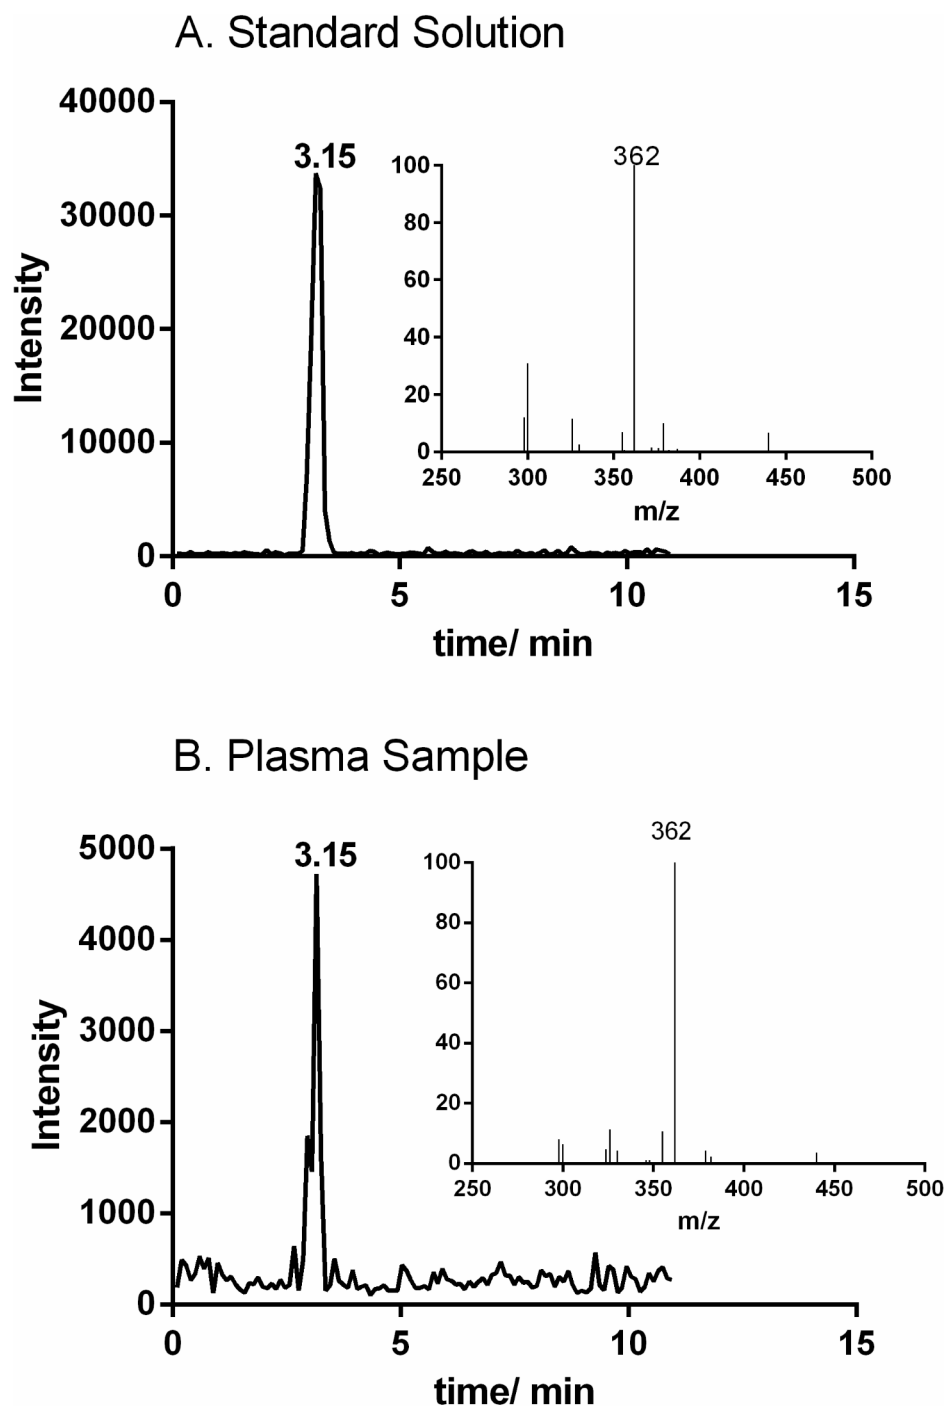 A. Standard Solution
40000
30000
20000
10000
0
Intensity
3.15
0 5 10 15
time/ min
362
100
80
60
40
20
0
250 300 350 400 450 500
m/z
B. Plasma Sample
5000
4000
3000
2000
1000
0
Intensity
3.15
0 5 10 15
time/ min
362
100
80
60
40
20
0
250 300 350 400 450 500
m/z